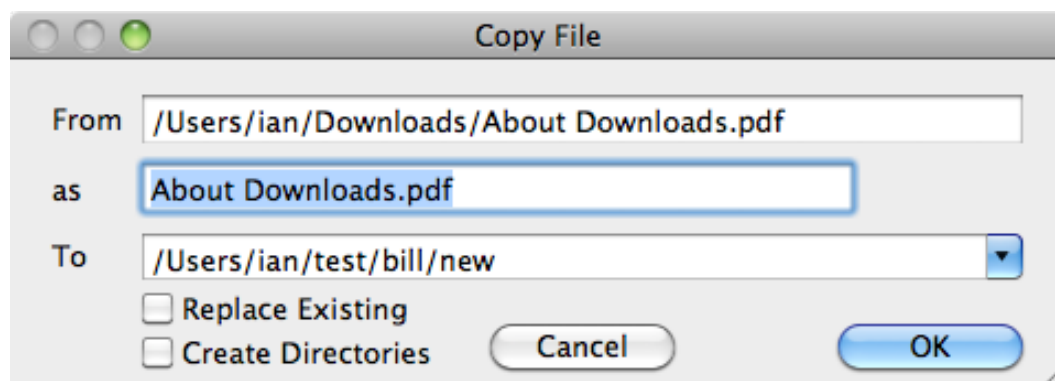 Copy File
From /Users/ian/Downloads/About Downloads.pdf
as About Downloads.pdf
To /Users/ian/test/bill/new
Replace Existing
Create Directories Cancel OK